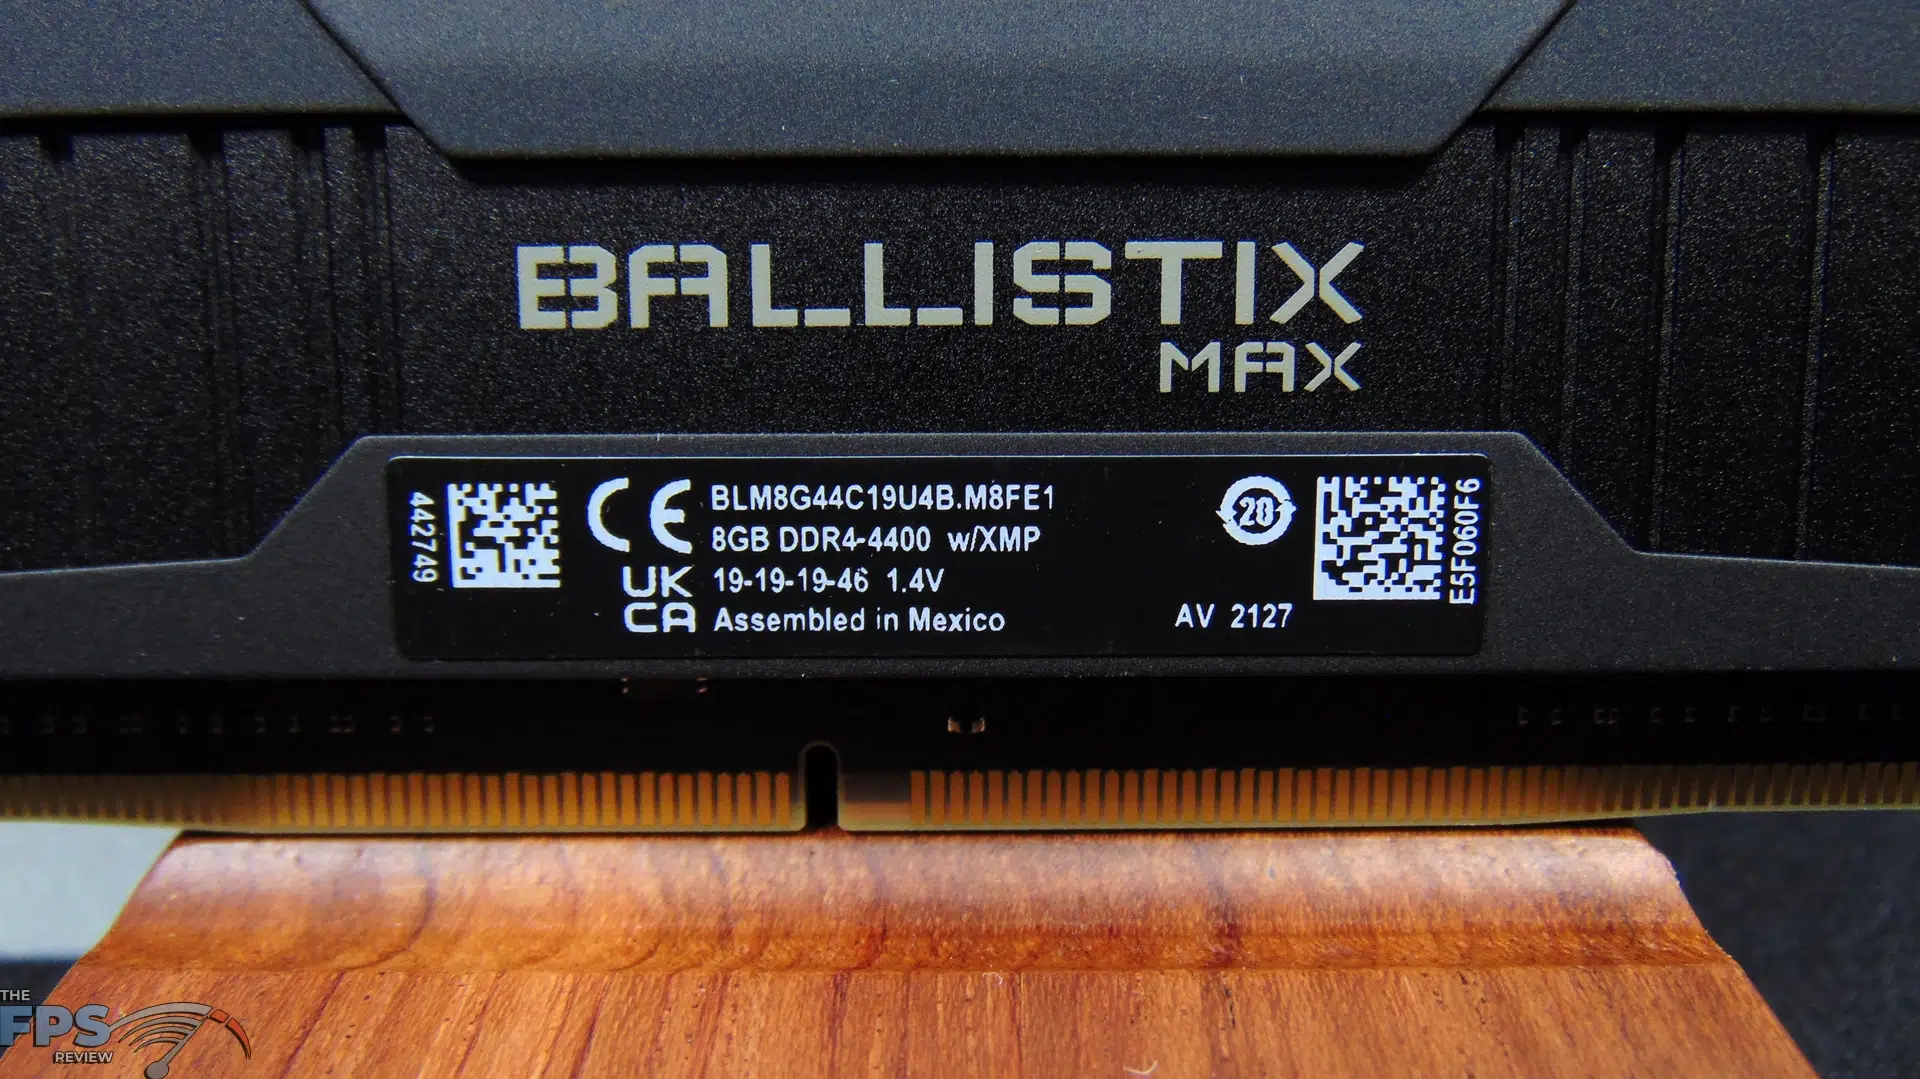 BALLISTIX
MAX
442749
CE
BLM8G44C19U4B.M8FE1
8GB DDR4-4400 w/XMP
UK
CA
19-19-19-46 1.4V
Assembled in Mexico
20
AV 2127
E5F060F6
THE
FPS
REVIEW